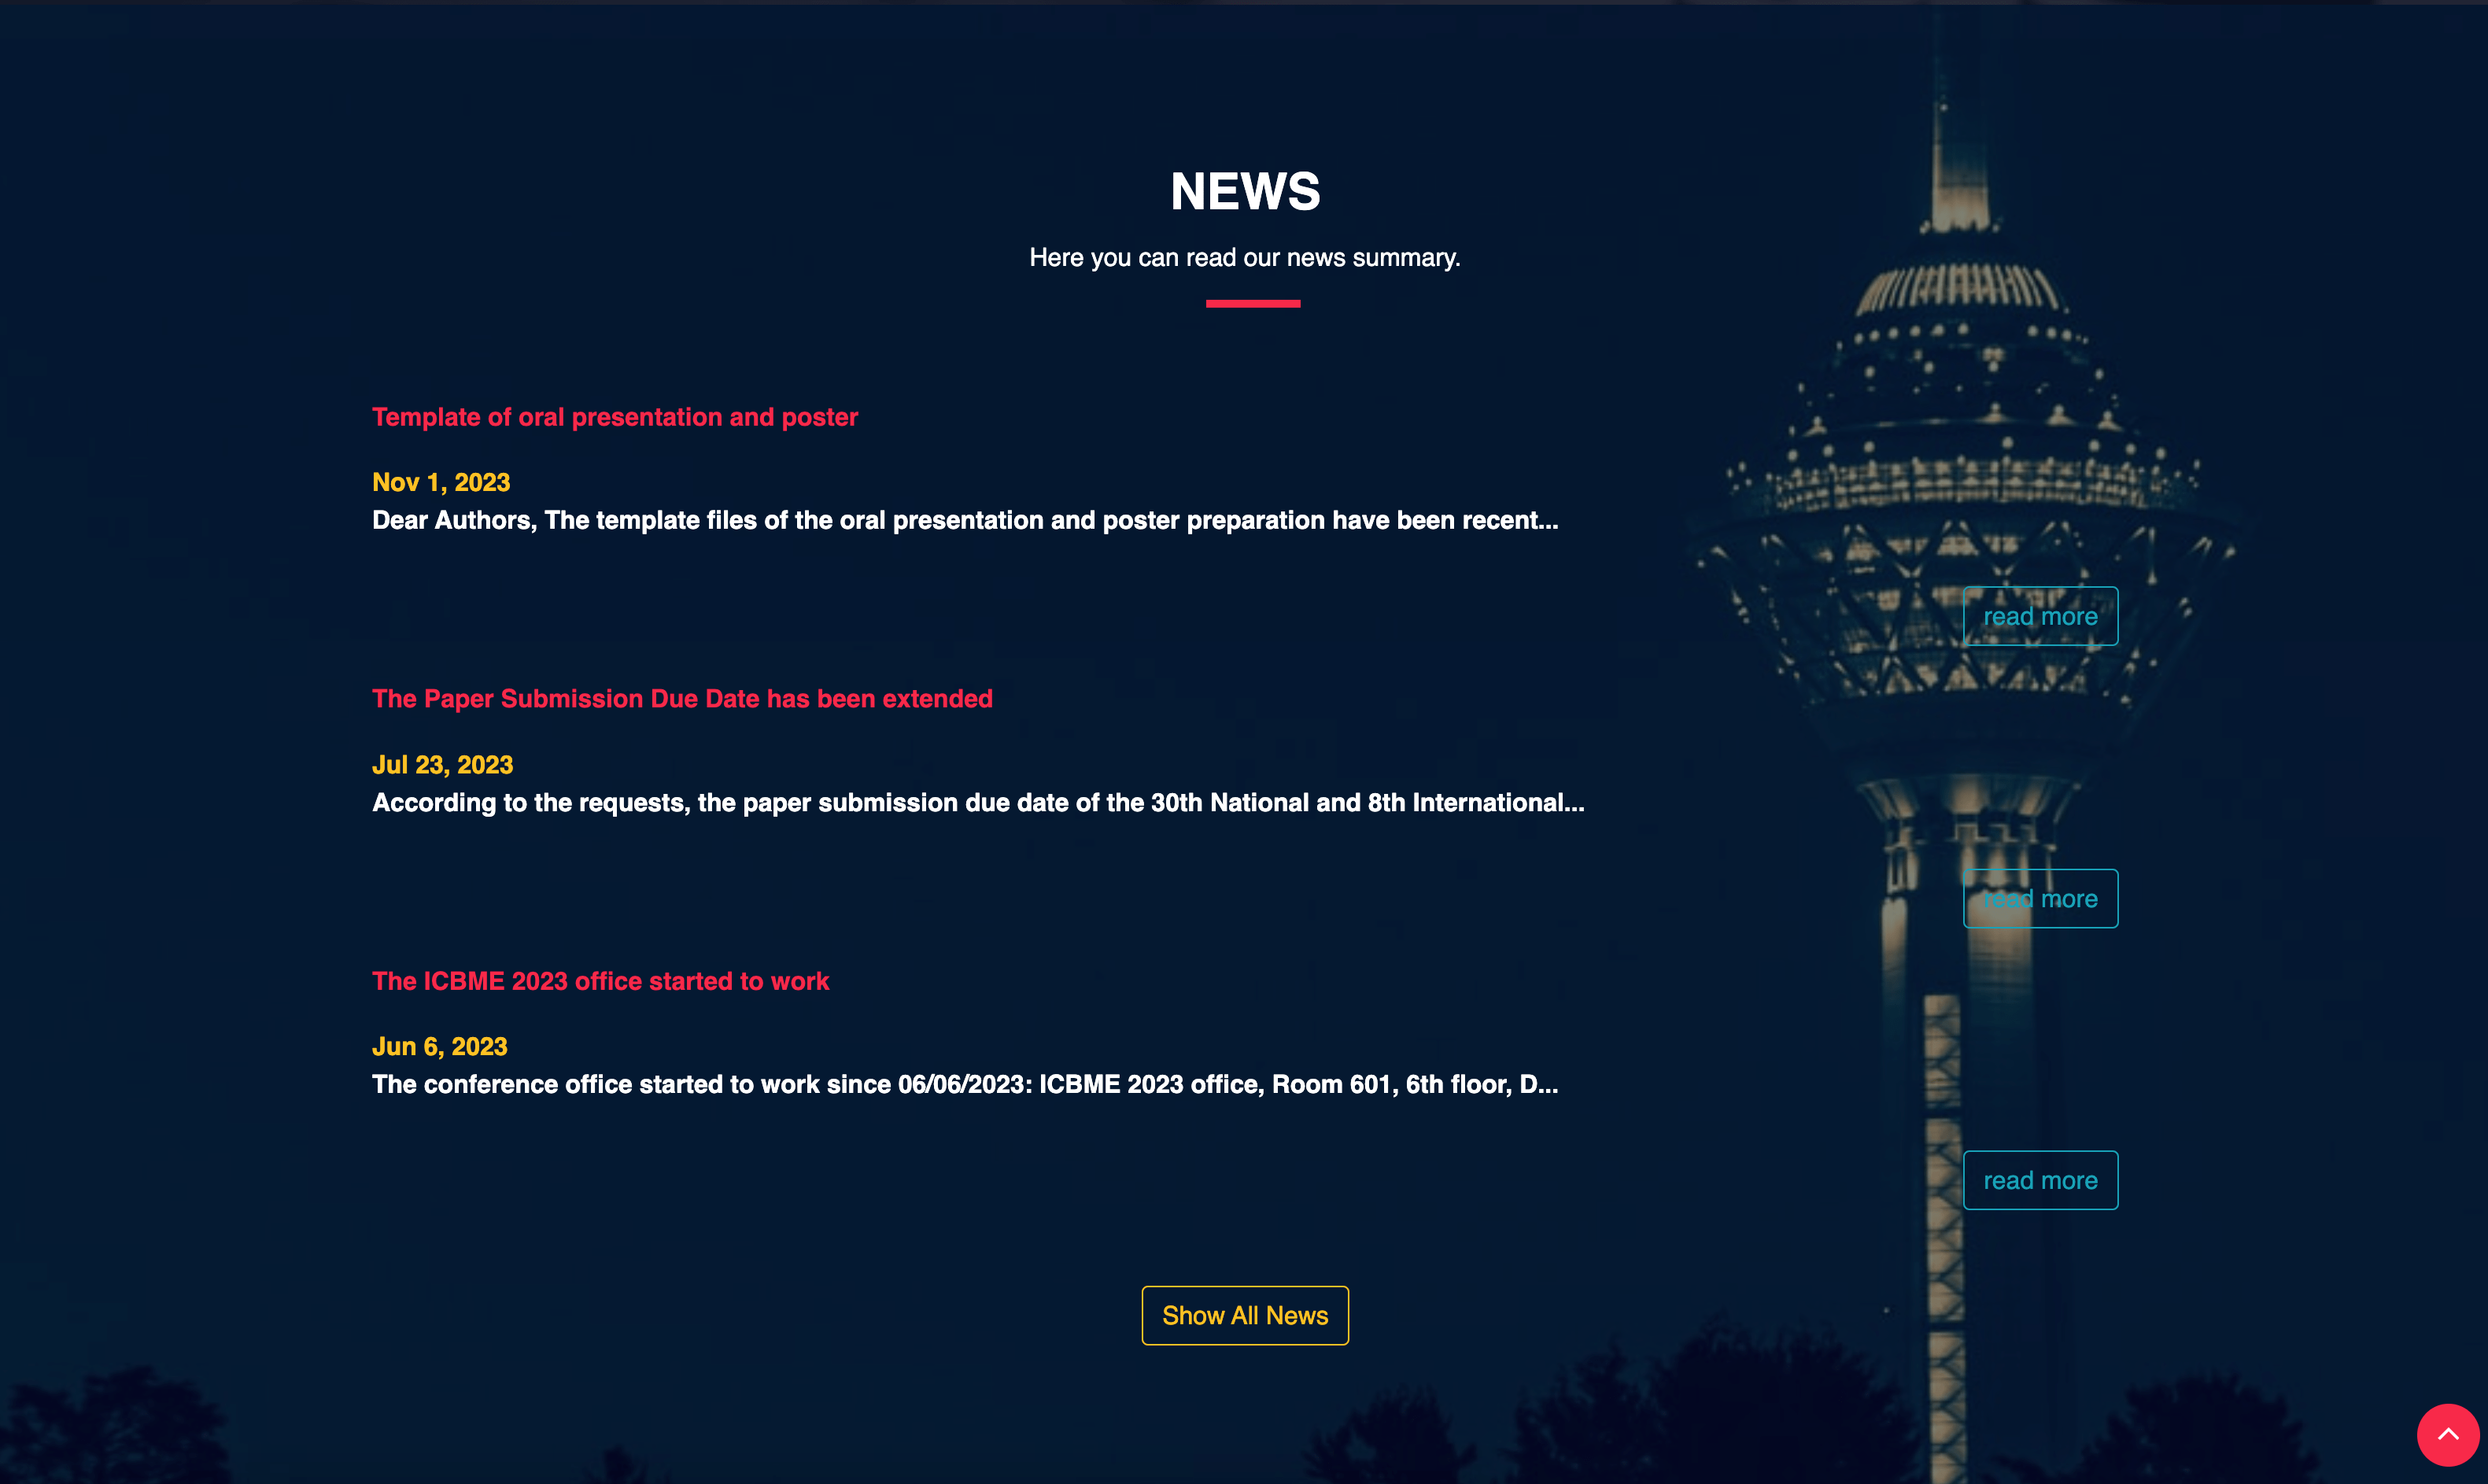 NEWS
Here you can read our news summary.
Template of oral presentation and poster
Nov 1, 2023
Dear Authors, The template files of the oral presentation and poster preparation have been recent...
read more
The Paper Submission Due Date has been extended
Jul 23, 2023
According to the requests, the paper submission due date of the 30th National and 8th International...
read more
The ICBME 2023 office started to work
Jun 6, 2023
The conference office started to work since 06/06/2023: ICBME 2023 office, Room 601, 6th floor, D...
read more
Show All News